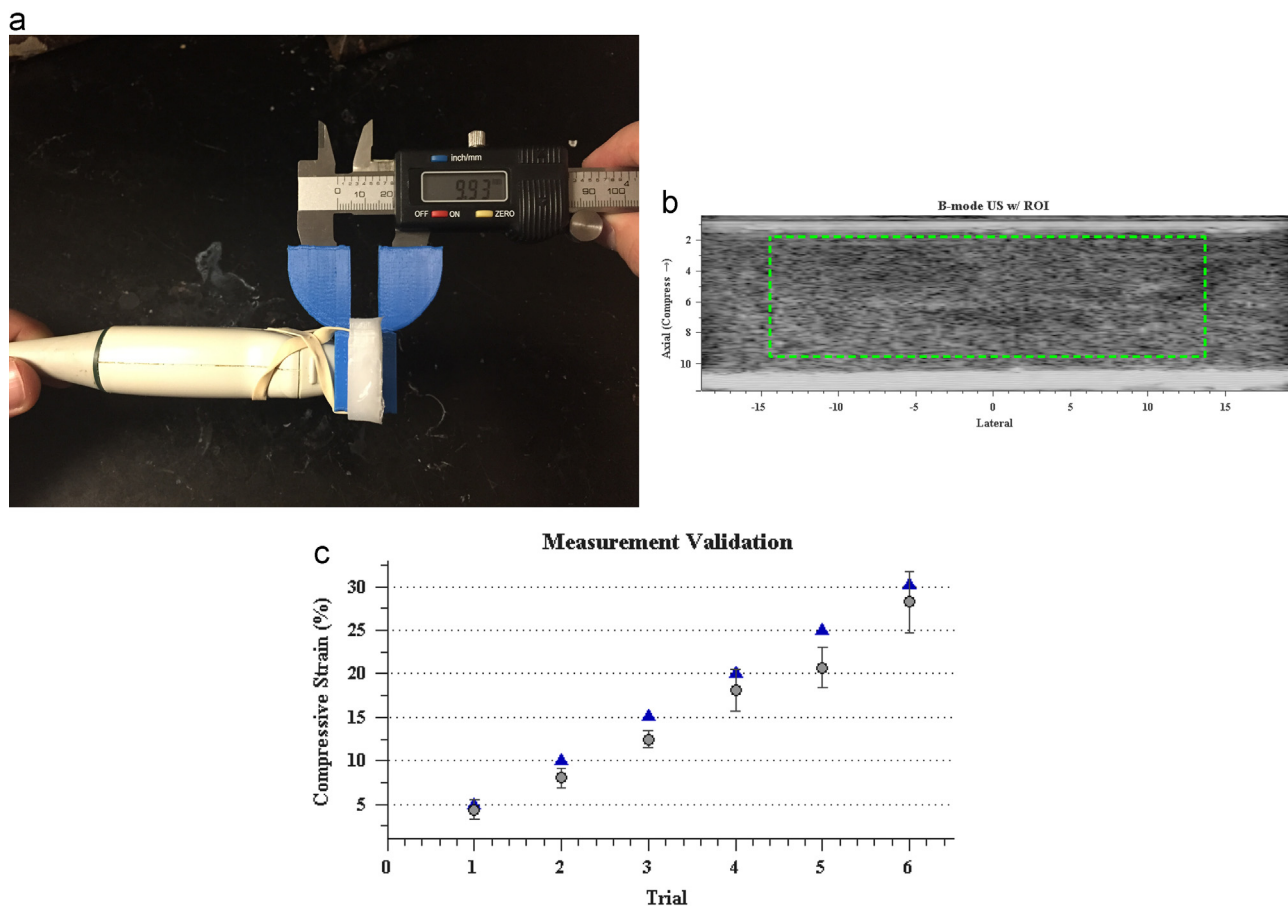 a
inch/mm
9.93
0 10 20
90 100
4
OFF ON ZERO
b
B-mode US w/ ROI
Axial (Compress →)
2
4
6
8
10
-15 -10 -5 0 5 10 15
Lateral
c
Measurement Validation
Compressive Strain (%)
30
25
20
15
10
5
0 1 2 3 4 5 6
Trial